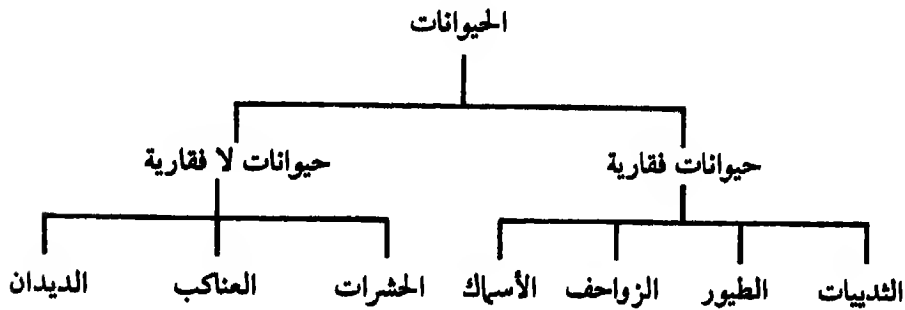 الحيوانات
حيوانات فقارية حيوانات لا فقارية
الثدييات الطيور الزواحف الأسماك الحشرات العناكب الديدان